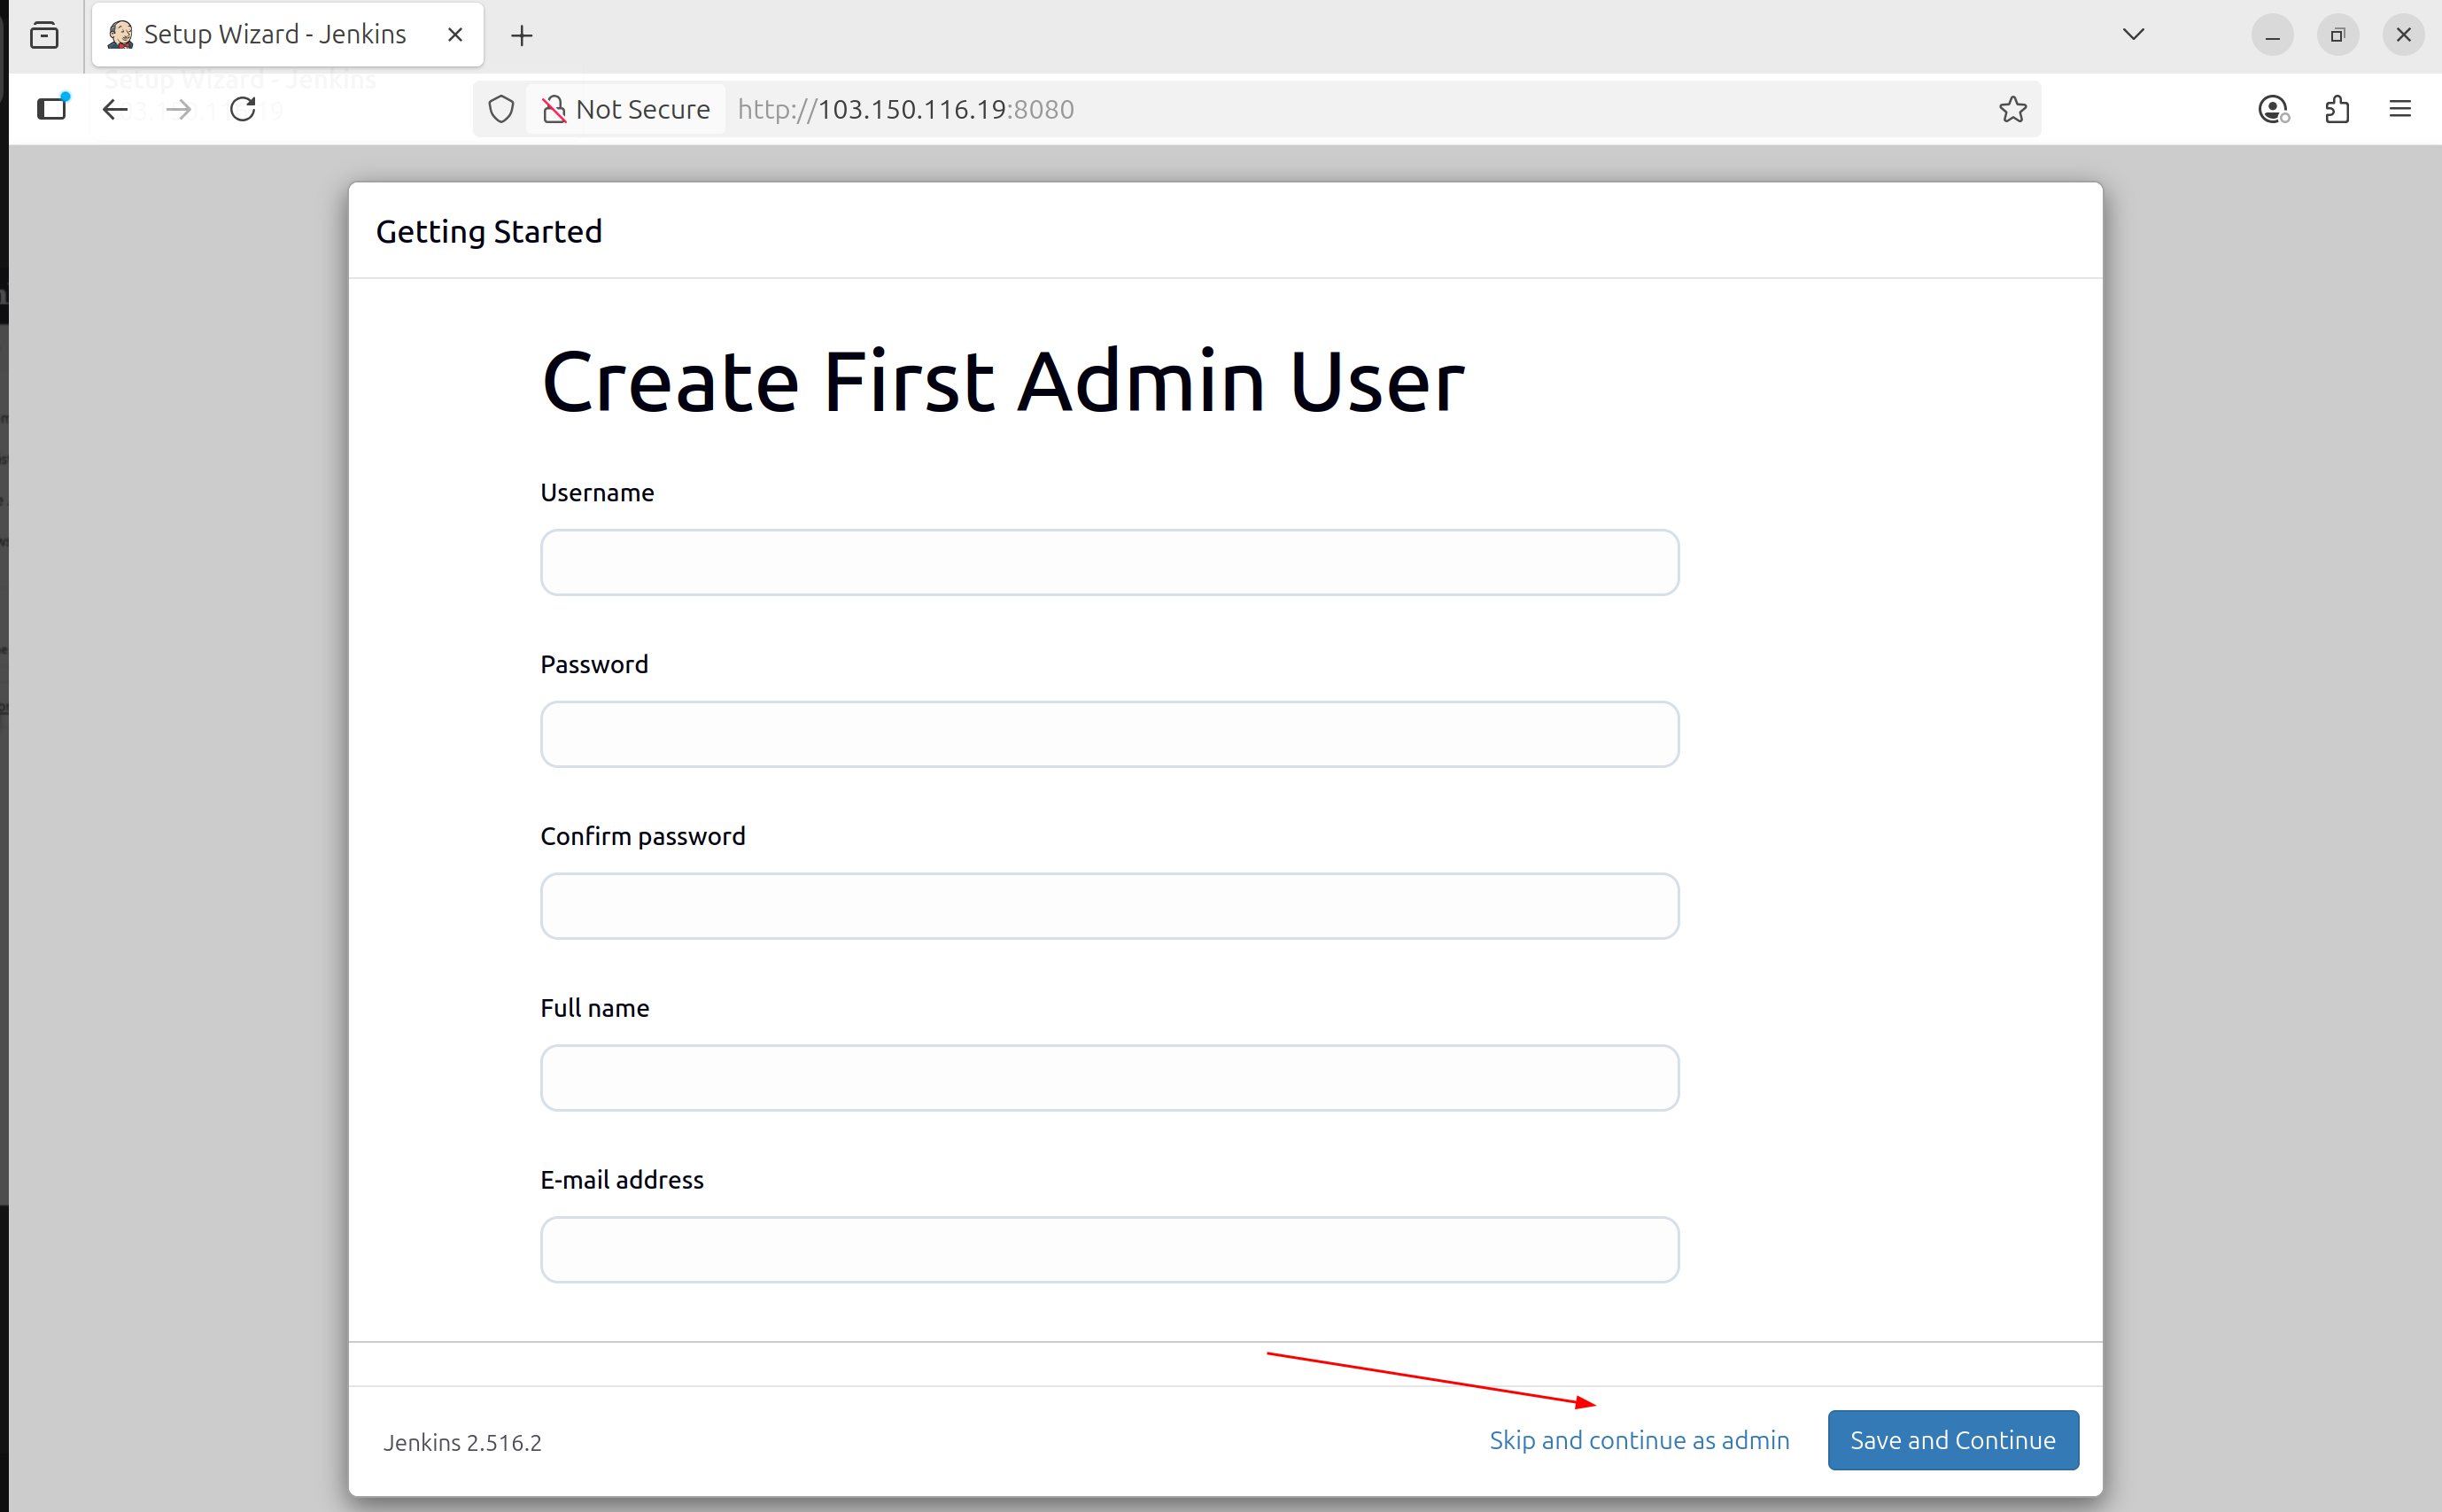 Setup Wizard - Jenkins
Not Secure http://103.150.116.19:8080
Getting Started
Create First Admin User
Username
Password
Confirm password
Full name
E-mail address
Jenkins 2.516.2
Skip and continue as admin
Save and Continue